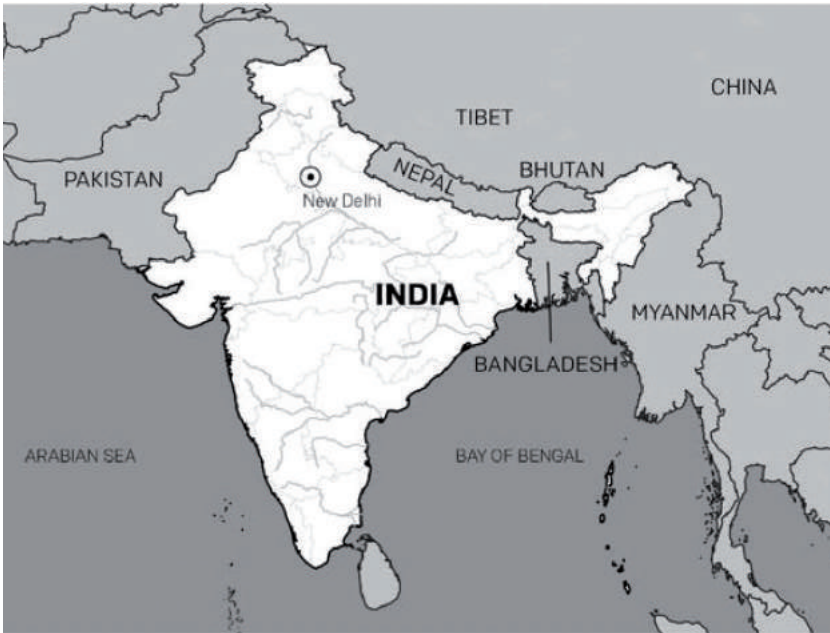 CHINA
TIBET
BHUTAN
NEPAL
PAKISTAN
New Delhi
INDIA
MYANMAR
BANGLADESH
ARABIAN SEA
BAY OF BENGAL